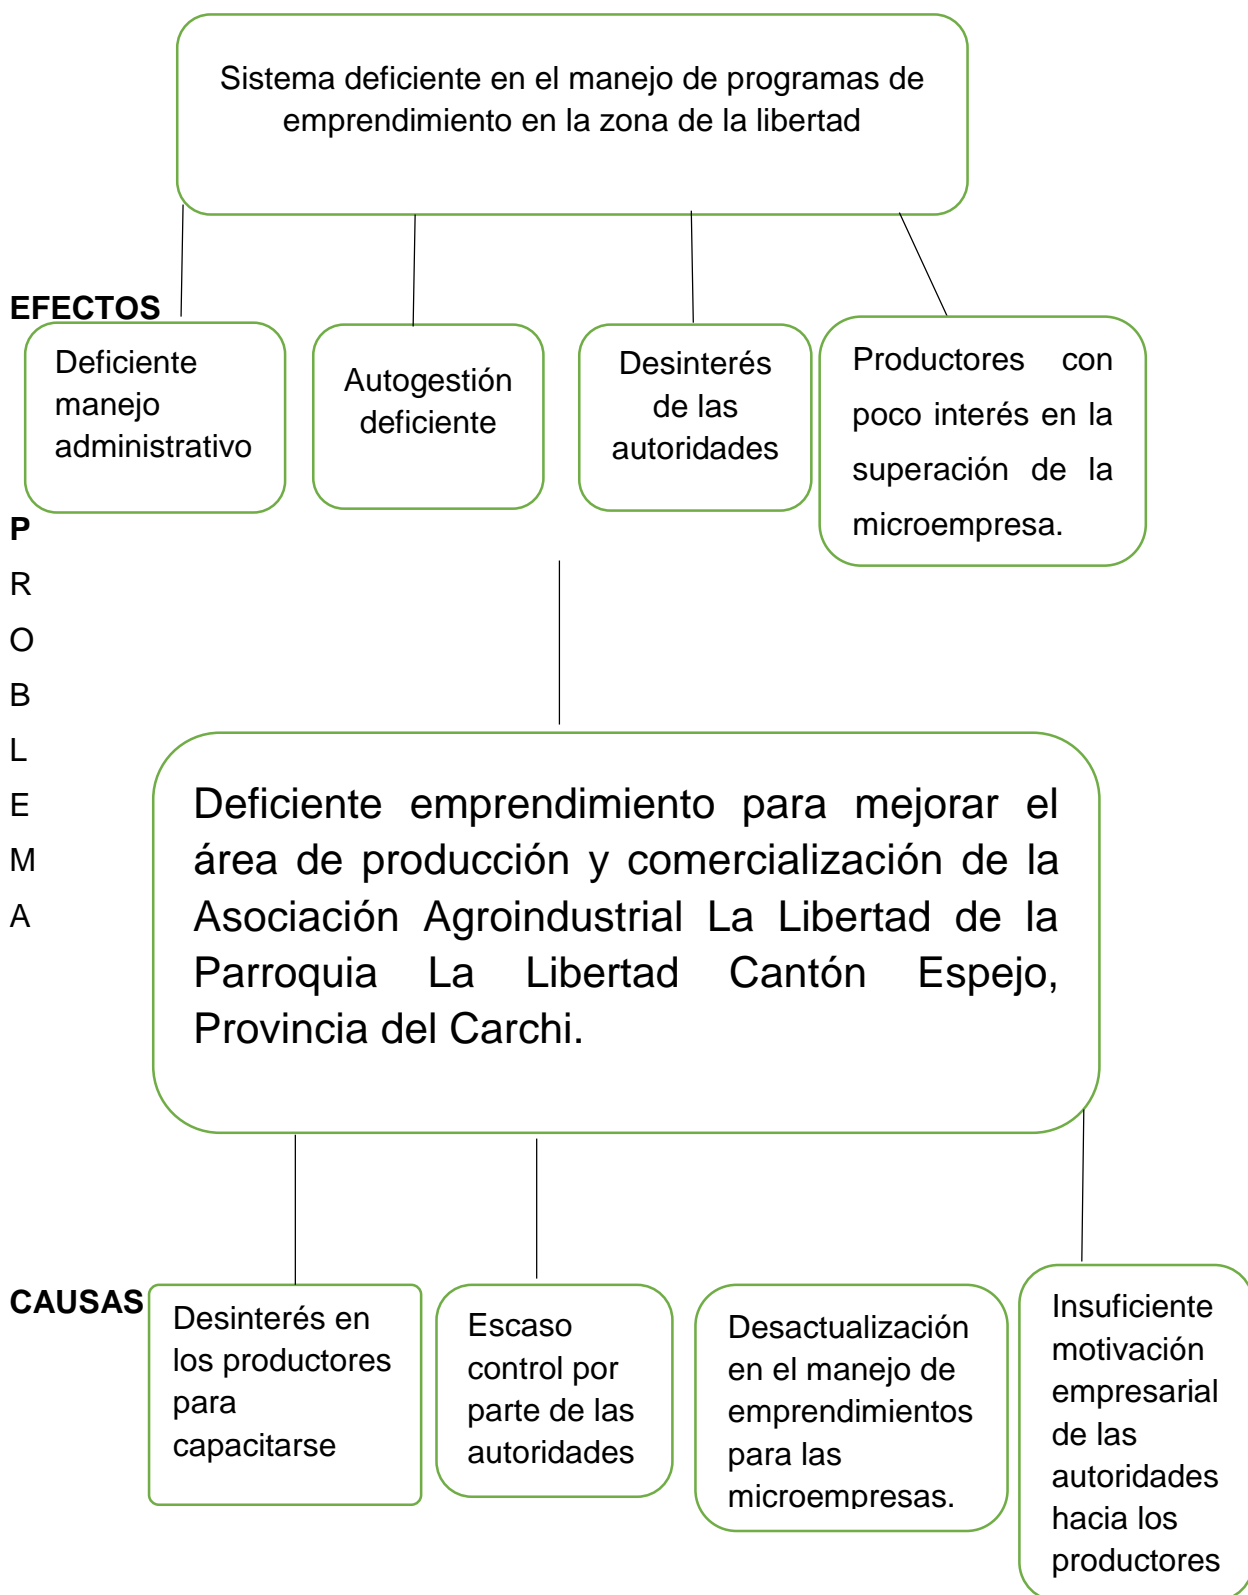 Sistema deficiente en el manejo de programas de
emprendimiento en la zona de la libertad
EFECTOS
Deficiente
manejo
administrativo
Autogestión
deficiente
Desinterés
de las
autoridades
Productores con
poco interés en la
superación de la
microempresa.
P
R
O
B
L
E
M
A
Deficiente emprendimiento para mejorar el
área de producción y comercialización de la
Asociación Agroindustrial La Libertad de la
Parroquia La Libertad Cantón Espejo,
Provincia del Carchi.
CAUSAS
Desinterés en
los productores
para
capacitarse
Escaso
control por
parte de las
autoridades
Desactualización
en el manejo de
emprendimientos
para las
microempresas.
Insuficiente
motivación
empresarial
de las
autoridades
hacia los
productores